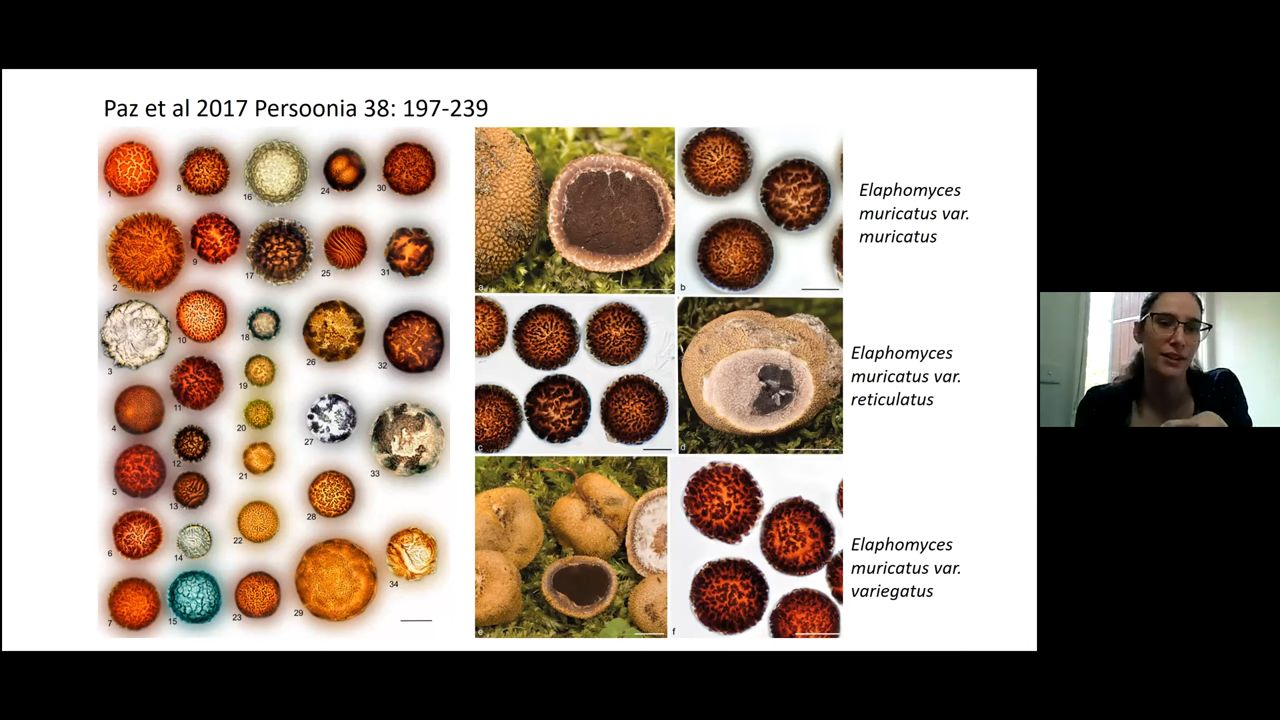 Paz et al 2017 Persoonia 38: 197-239
1
8
16
24
30
2
9
17
25
31
3
10
18
26
32
4
11
19
20
27
33
5
12
21
13
28
6
14
22
34
7
15
23
29
a
b
c
d
e
f
Elaphomyces
muricatus var.
muricatus
Elaphomyces
muricatus var.
reticulatus
Elaphomyces
muricatus var.
variegatus